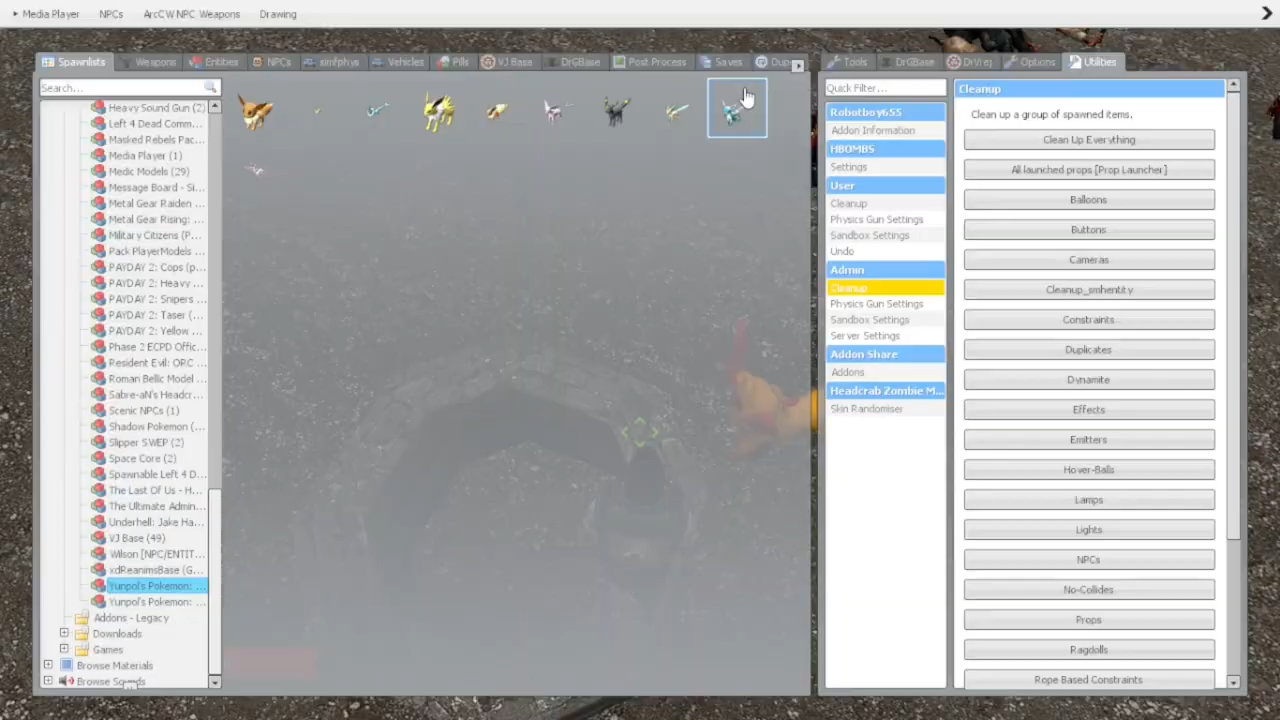 Media Player NPCs ArcCW NPC Weapons Drawing
Spawnlists Weapons Entities NPCs simfphys Vehicles Pills VJ Base DrGBase Post Process Saves Dup
Tools DrGBase Options Utilities
Search...
Heavy Sound Gun (2)
Left 4 Dead Comm...
Masked Rebels Pac...
Media Player (1)
Medic Models (29)
Message Board - Si...
Metal Gear Raiden
Metal Gear Rising: ...
Military Citizens (P...
Pack PlayerModels
PAYDAY 2: Cops (p...
PAYDAY 2: Heavy
PAYDAY 2: Snipers
PAYDAY 2: Taser (...
PAYDAY 2: Yellow
Phase 2 ECPD Offic...
Resident Evil: ORC
Roman Bellic Model
Sabre-aN's Headcr...
Scenic NPCs (1)
Shadow Pokemon (...
Slipper SWEP (2)
Space Core (2)
Spawnable Left 4 D...
The Last Of Us - H...
The Ultimate Admin...
Underhell: Jake Ha...
VJ Base (49)
Wilson [NPC/ENTIT...
xdReanimsBase (G...
Yunpol's Pokemon: ...
Yunpol's Pokemon: ...
Addons - Legacy
Downloads
Games
Browse Materials
Browse Sounds
Quick Filter...
Robotboy655
Addon Information
HBOMBS
Settings
User
Cleanup
Physics Gun Settings
Sandbox Settings
Undo
Admin
Cleanup
Physics Gun Settings
Sandbox Settings
Server Settings
Addon Share
Addons
Headcrab Zombie M...
Skin Randomiser
Cleanup
Clean up a group of spawned items.
Clean Up Everything
All launched props [Prop Launcher]
Balloons
Buttons
Cameras
Cleanup_smhentity
Constraints
Duplicates
Dynamite
Effects
Emitters
Hover-Balls
Lamps
Lights
NPCs
No-Collides
Props
Ragdolls
Rope Based Constraints